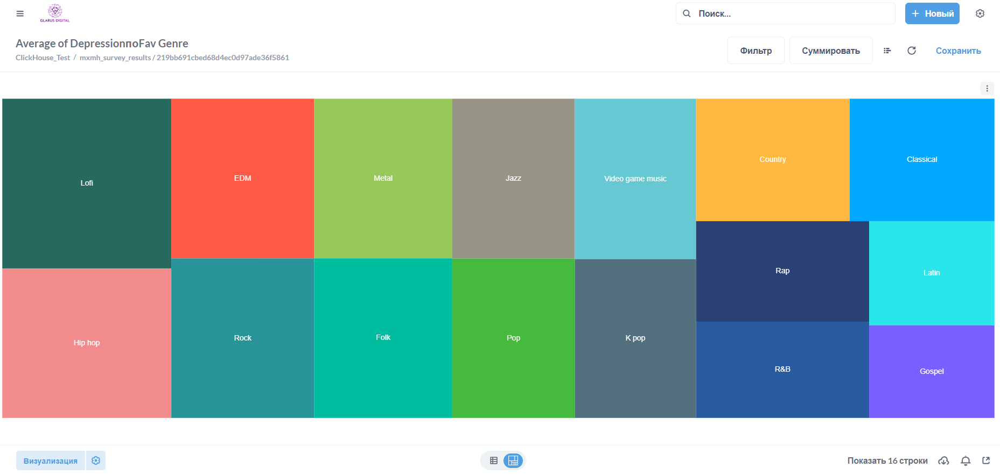 GLARUS DIGITAL
Поиск...
Новый
Average of DepressionпоFav Genre
ClickHouse_Test / mxmh_survey_results / 219bb691cbed68d4ec0d97ade36f5861
Фильтр
Суммировать
Сохранить
Lofi
EDM
Metal
Jazz
Video game music
Country
Classical
Rap
Latin
Hip hop
Rock
Folk
Pop
K pop
R&B
Gospel
Визуализация
Показать 16 строки